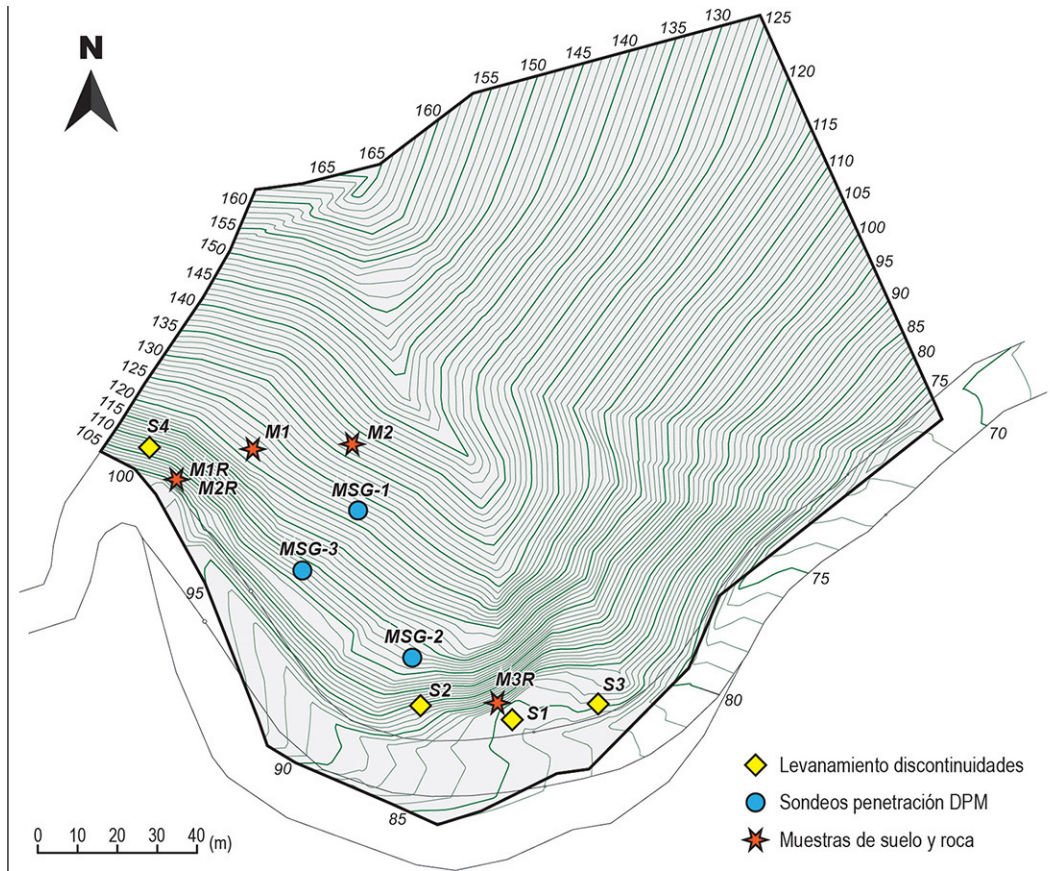 N
125
130
135
140
145
150
155
160
165
165
160
155
150
145
140
135
130
125
120
115
110
105
100
95
90
85
120
115
110
105
100
95
90
85
80
75
70
75
80
S4
M1
M2
M1R
M2R
MSG-1
MSG-3
MSG-2
S2
M3R
S1
S3
Levanamiento discontinuidades
Sondeos penetración DPM
Muestras de suelo y roca
0 10 20 30 40 (m)